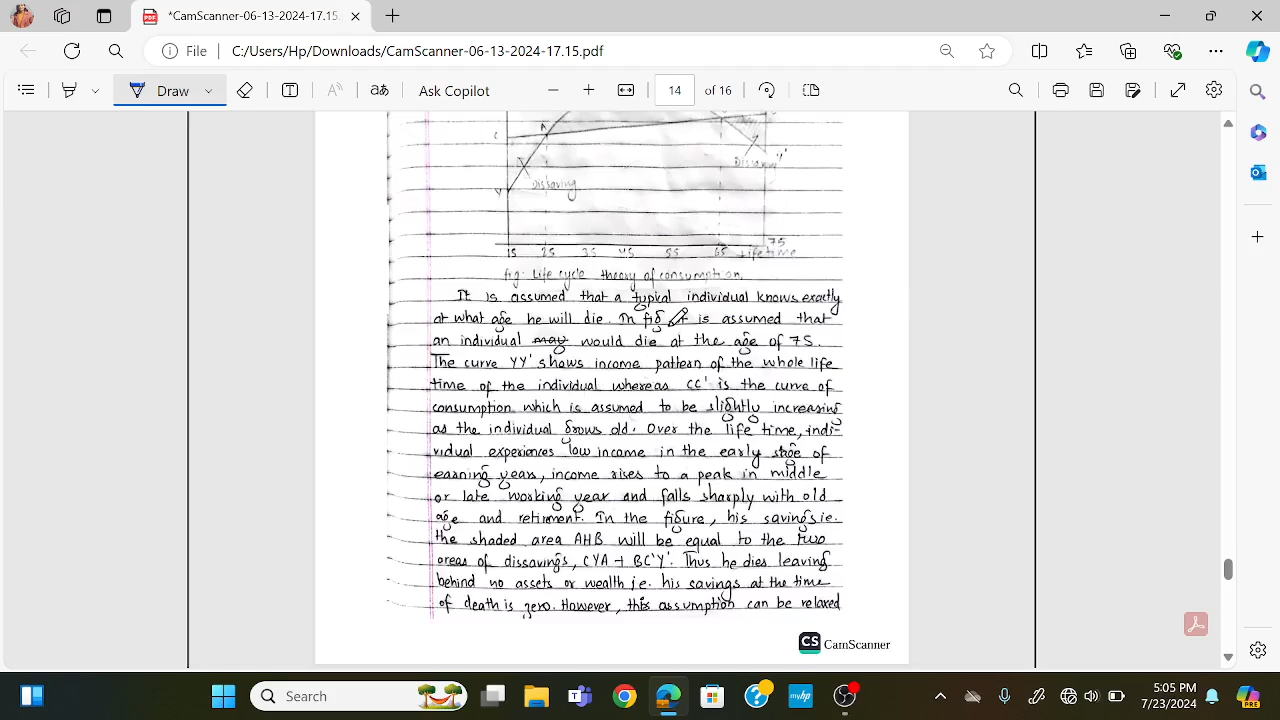 *CamScanner-06-13-2024-17.15.
File C:/Users/Hp/Downloads/CamScanner-06-13-2024-17.15.pdf
Draw Ask Copilot 14 of 16
C A
Dissaving Y'
Y Dissaving
75
15 25 35 45 55 65 Lifetime
fig: Life cycle theory of consumption.
It is assumed that a typical individual knows exactly
at what age he will die. In fig it is assumed that
an individual may would die at the age of 75.
The curve YY' shows income pattern of the whole life
time of the individual whereas CC' is the curve of
consumption which is assumed to be slightly increasing
as the individual grows old. Over the life time, indi-
vidual experiences low income in the early stage of
earning years, income rises to a peak in middle
or late working year and falls sharply with old
age and retirment. In the figure, his savings ie.
the shaded area AHB will be equal to the two
areas of dissavings, CYA + BC'Y'. Thus he dies leaving
behind no assets or wealth i.e. his savings at the time
of death is zero. However, this assumption can be relaxed
CS CamScanner
Search
5:05 PM
7/23/2024